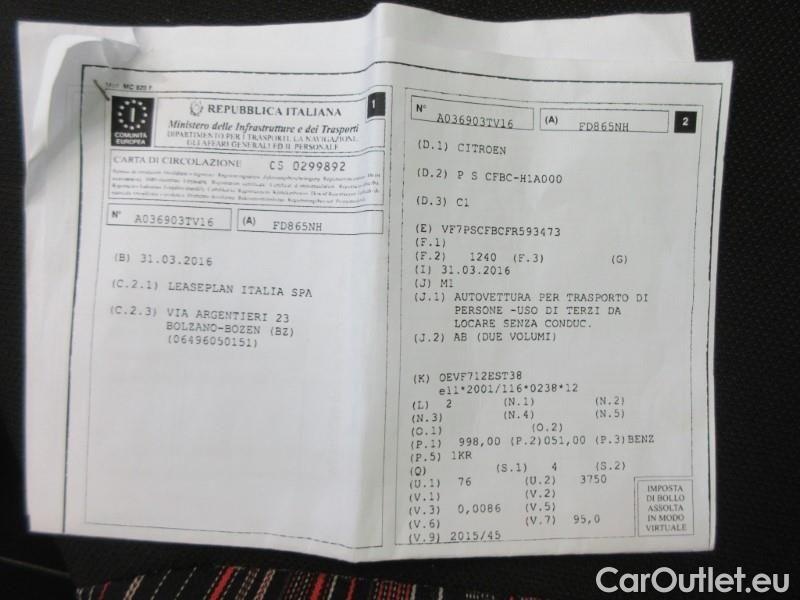 Mod. MC 820 F
I
COMUNITÀ
EUROPEA
REPUBBLICA ITALIANA
1
Ministero delle Infrastrutture e dei Trasporti
DIPARTIMENTO PER I TRASPORTI, LA NAVIGAZIONE,
GLI AFFARI GENERALI ED IL PERSONALE
CARTA DI CIRCOLAZIONE CS 0299892
N° A036903TV16 (A) FD865NH
(B) 31.03.2016
(C.2.1) LEASEPLAN ITALIA SPA
(C.2.3) VIA ARGENTIERI 23
BOLZANO-BOZEN (BZ)
(06496050151)
N° A036903TV16 (A) FD865NH 2
(D.1) CITROEN
(D.2) P S CFBC-H1A000
(D.3) C1
(E) VF7PSCFBCFR593473
(F.1)
(F.2) 1240 (F.3) (G)
(I) 31.03.2016
(J) M1
(J.1) AUTOVETTURA PER TRASPORTO DI
PERSONE -USO DI TERZI DA
LOCARE SENZA CONDUC.
(J.2) AB (DUE VOLUMI)
(K) OEVF712EST38
e11*2001/116*0238*12
(L) 2 (N.1) (N.2)
(N.3) (N.4) (N.5)
(O.1) (O.2)
(P.1) 998,00 (P.2)051,00 (P.3)BENZ
(P.5) 1KR
(Q) (S.1) 4 (S.2)
(U.1) 76 (U.2) 3750
(V.1) (V.2)
(V.3) 0,0086 (V.5)
(V.6) (V.7) 95,0
(V.9) 2015/45
IMPOSTA
DI BOLLO
ASSOLTA
IN MODO
VIRTUALE
CarOutlet.eu